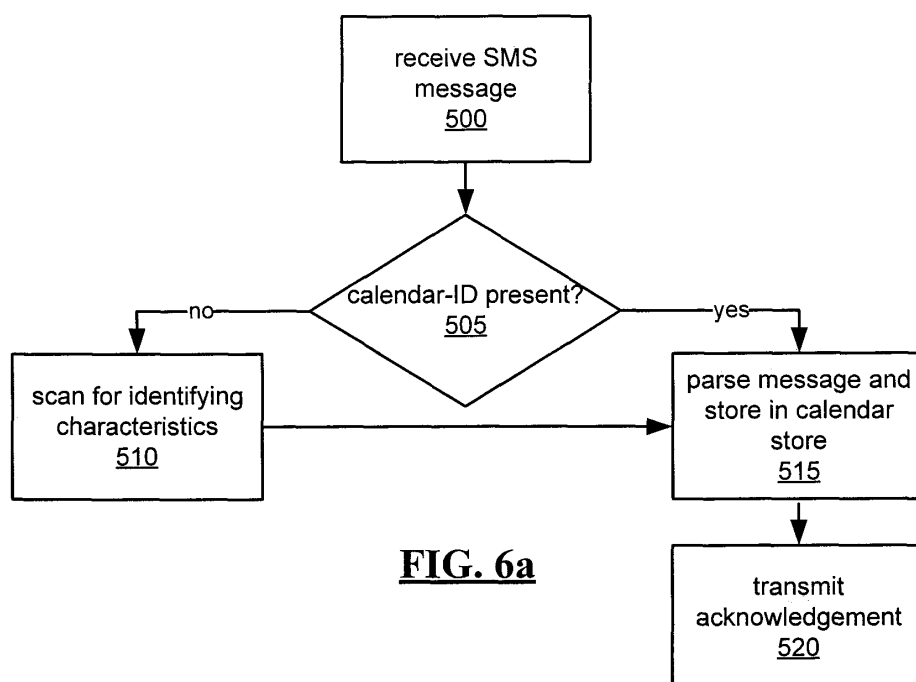 receive SMS
message
500
calendar-ID present?
505
no
yes
scan for identifying
characteristics
510
parse message and
store in calendar
store
515
FIG. 6a
transmit
acknowledgement
520